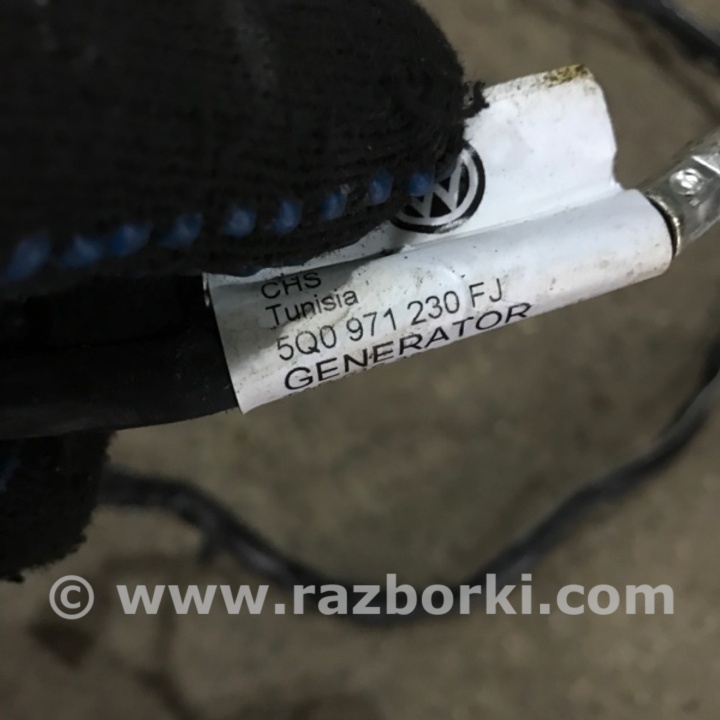 CHS
Tunisia
5Q0 971 230 FJ
GENERATOR
© www.razborki.com